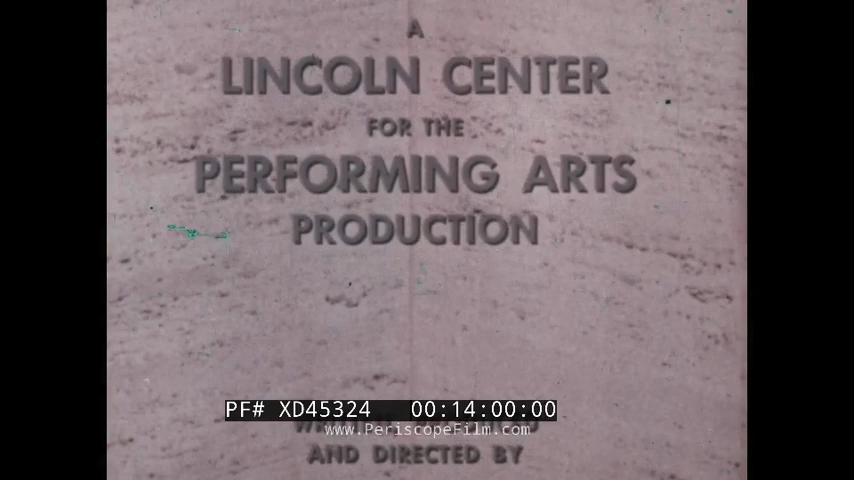 A
LINCOLN CENTER
FOR THE
PERFORMING ARTS
PRODUCTION
PF# XD45324 00:14:00:00
www.PeriscopeFilm.com
AND DIRECTED BY